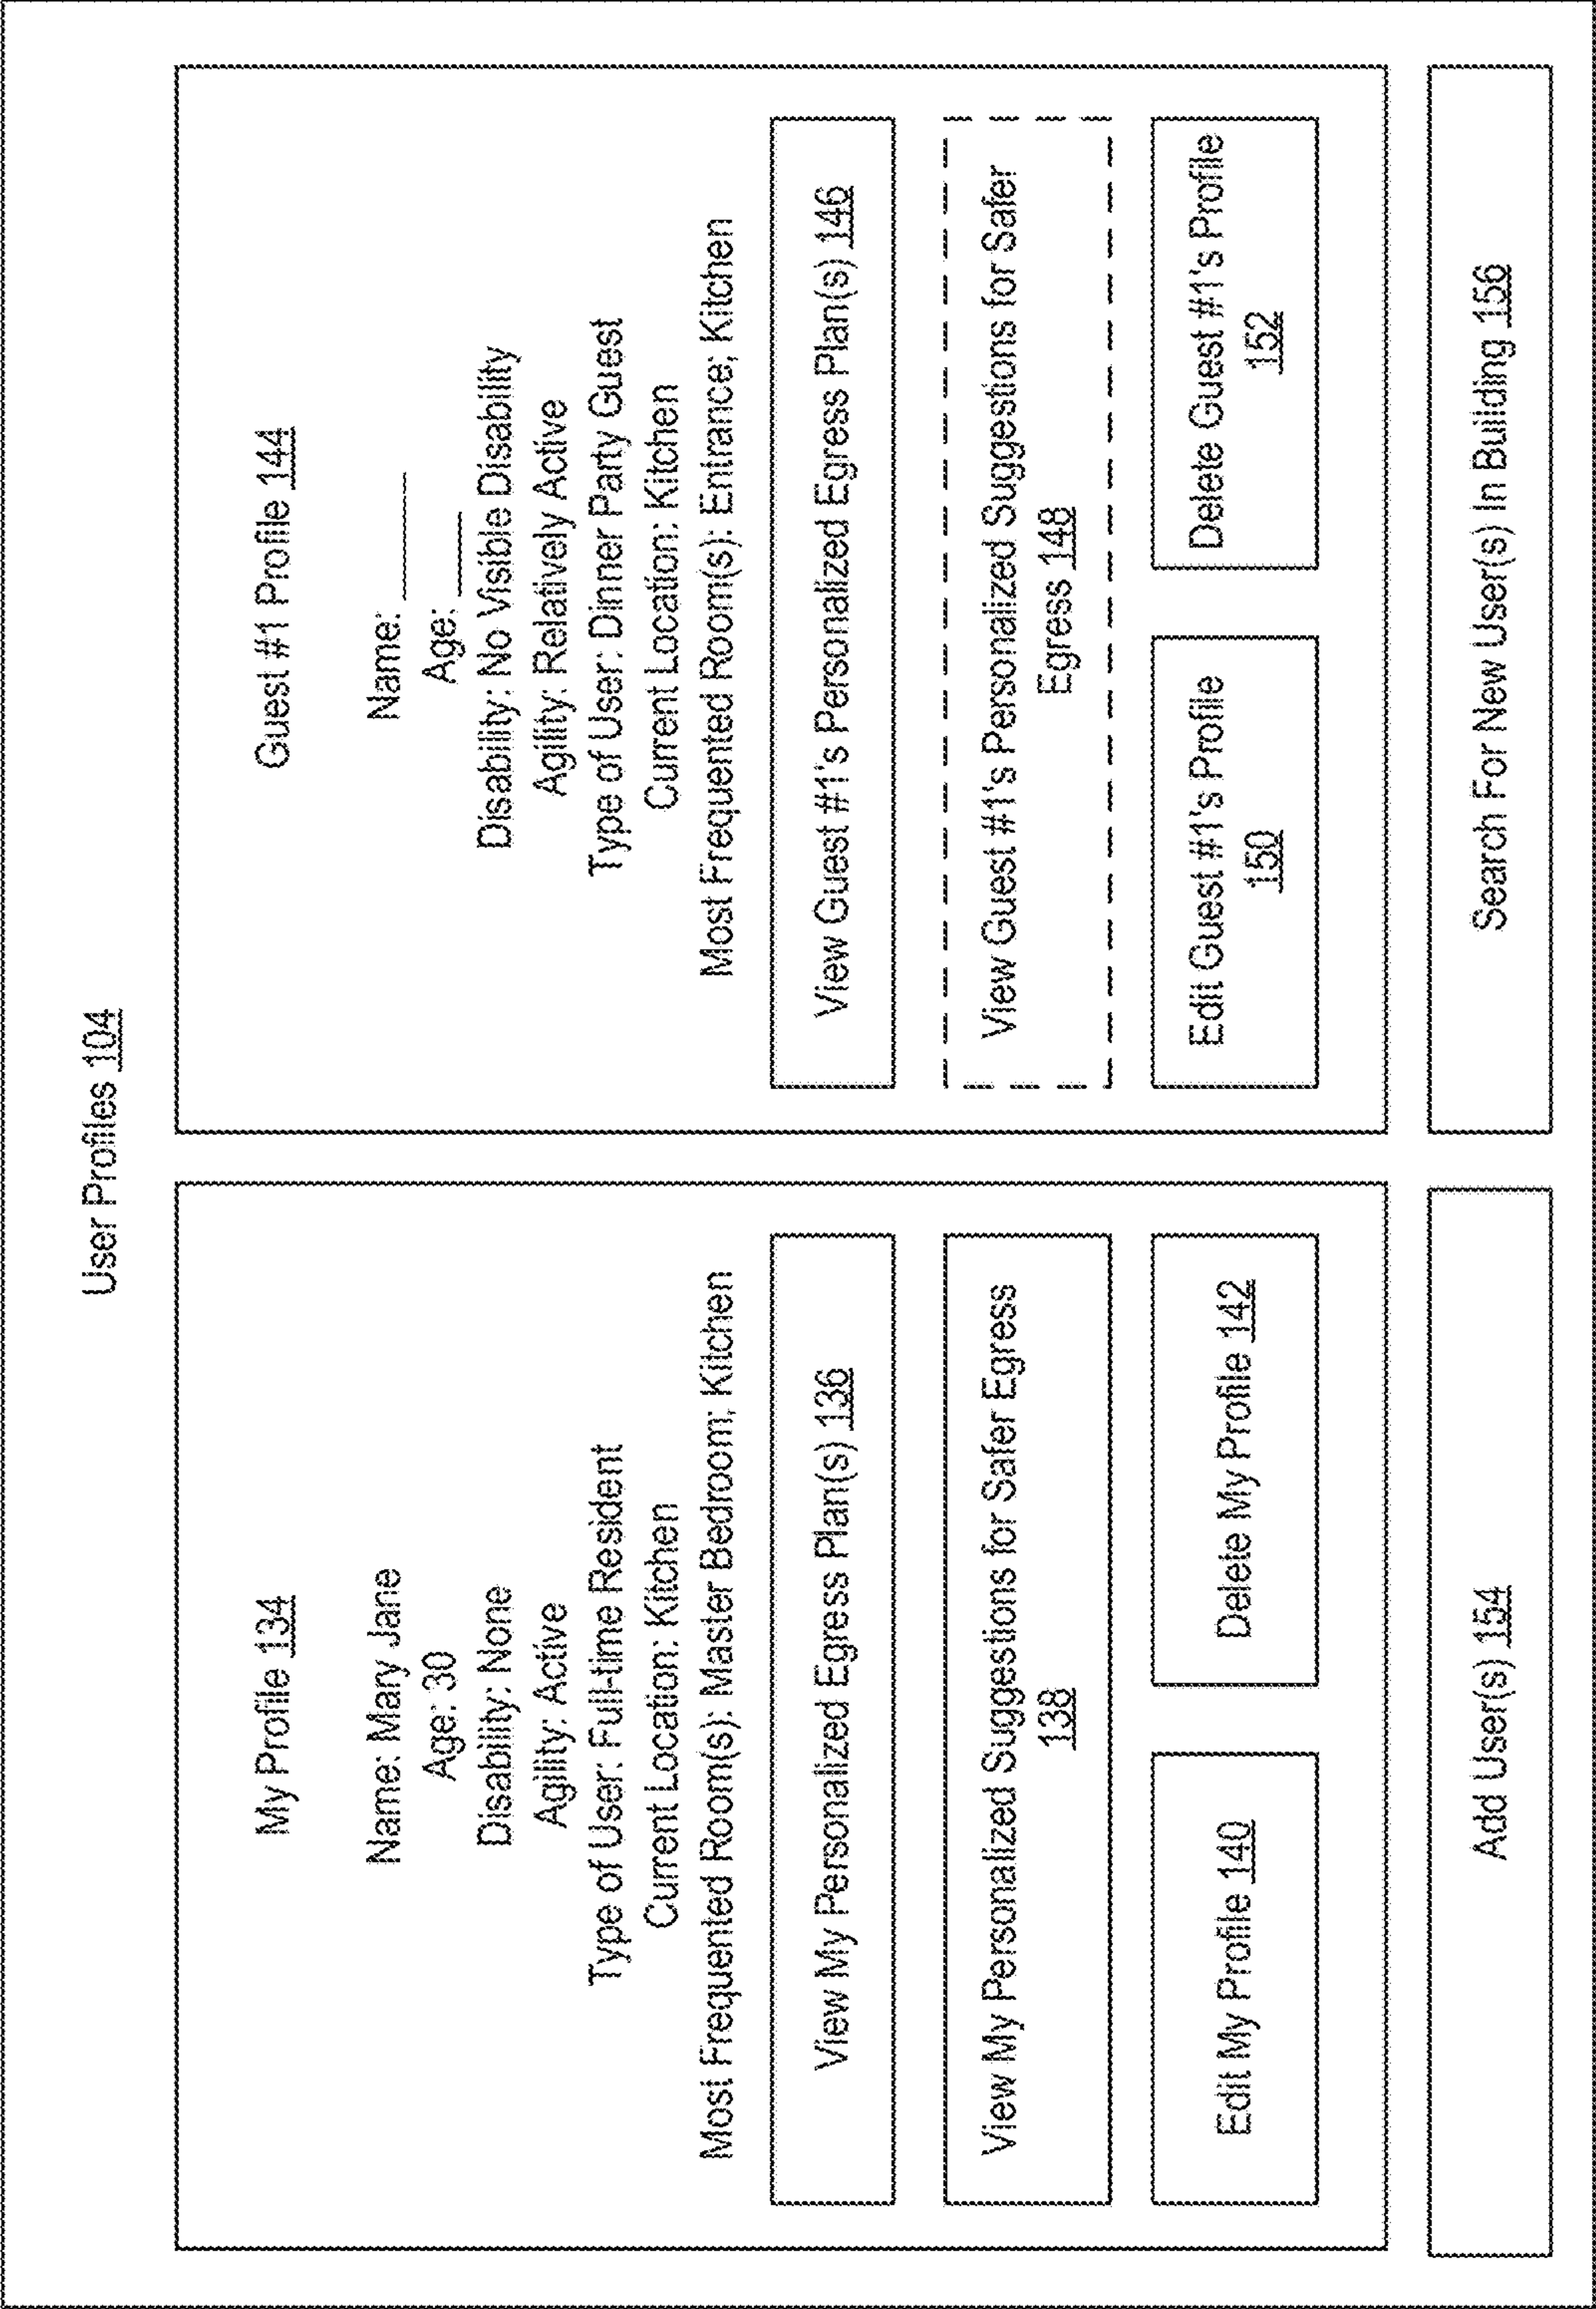 User Profiles 104
My Profile 134
Name: Mary Jane
Age: 30
Disability: None
Agility: Active
Type of User: Full-time Resident
Current Location: Kitchen
Most Frequented Room(s): Master Bedroom; Kitchen
View My Personalized Egress Plan(s) 136
View My Personalized Suggestions for Safer Egress
138
Edit My Profile 140
Delete My Profile 142
Guest #1 Profile 144
Name: ______
Age: ____
Disability: No Visible Disability
Agility: Relatively Active
Type of User: Dinner Party Guest
Current Location: Kitchen
Most Frequented Room(s): Entrance; Kitchen
View Guest #1's Personalized Egress Plan(s) 146
View Guest #1's Personalized Suggestions for Safer
Egress 148
Edit Guest #1's Profile
150
Delete Guest #1's Profile
152
Add User(s) 154
Search For New User(s) In Building 156